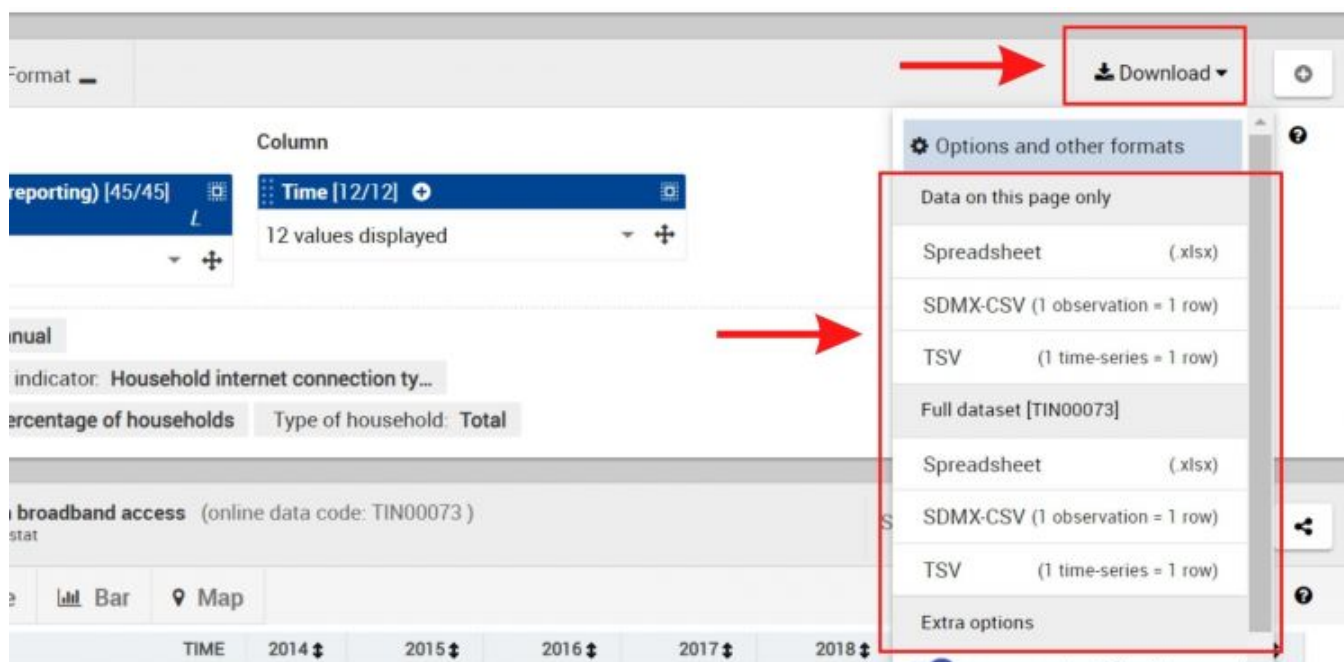 Format
Download
Column
Options and other formats
reporting) [45/45]
Time [12/12]
Data on this page only
12 values displayed
Spreadsheet (.xlsx)
SDMX-CSV (1 observation = 1 row)
TSV (1 time-series = 1 row)
indicator: Household internet connection ty...
Full dataset [TIN00073]
percentage of households Type of household: Total
Spreadsheet (.xlsx)
broadband access (online data code: TIN00073 )
SDMX-CSV (1 observation = 1 row)
TSV (1 time-series = 1 row)
Bar Map
Extra options
TIME 2014 2015 2016 2017 2018